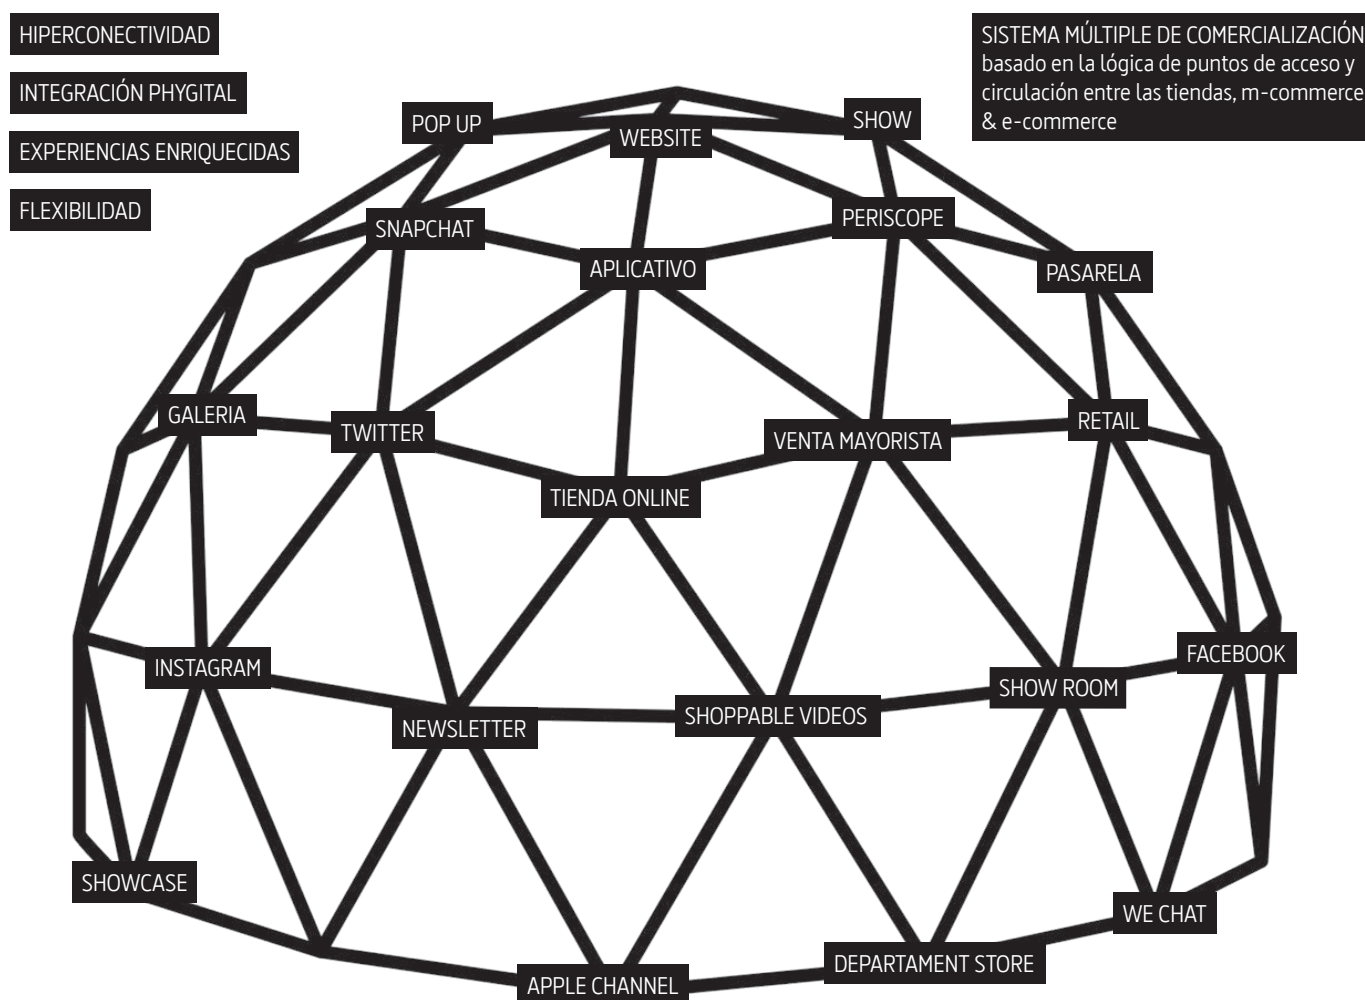 HIPERCONECTIVIDAD
INTEGRACIÓN PHYGITAL
EXPERIENCIAS ENRIQUECIDAS
FLEXIBILIDAD
SISTEMA MÚLTIPLE DE COMERCIALIZACIÓN
basado en la lógica de puntos de acceso y
circulación entre las tiendas, m-commerce
& e-commerce
POP UP
WEBSITE
SHOW
SNAPCHAT
PERISCOPE
APLICATIVO
PASARELA
GALERIA
TWITTER
VENTA MAYORISTA
RETAIL
TIENDA ONLINE
INSTAGRAM
NEWSLETTER
SHOPPABLE VIDEOS
SHOW ROOM
FACEBOOK
SHOWCASE
APPLE CHANNEL
DEPARTAMENT STORE
WE CHAT